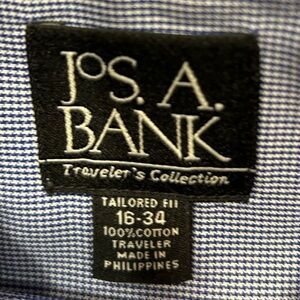 JOS. A.
BANK
Traveler's Collection
TAILORED FIT
16-34
100%COTTON
TRAVELER
MADE IN
PHILIPPINES